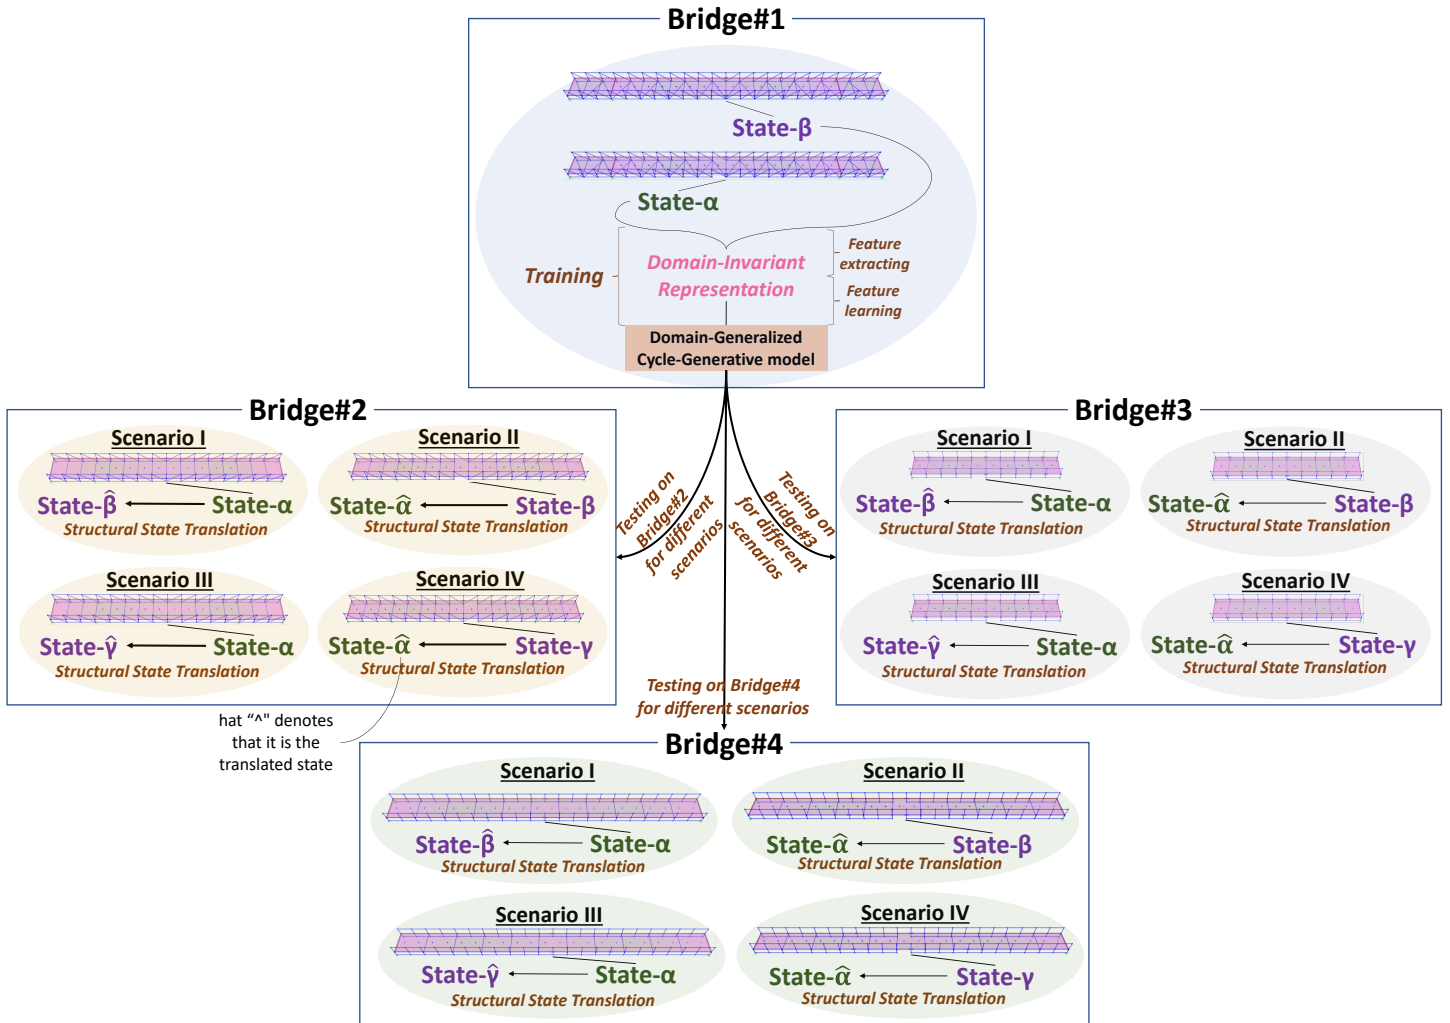 Bridge#1
State-β
State-α
Training
Domain-Invariant
Representation
Feature
extracting
Feature
learning
Domain-Generalized
Cycle-Generative model
Testing on
Bridge#2
for different
scenarios
Testing on
Bridge#3
for different
scenarios
Testing on Bridge#4
for different scenarios
Bridge#2
Scenario I
State-β̂ State-α
Structural State Translation
Scenario II
State-α̂ State-β
Structural State Translation
Scenario III
State-γ̂ State-α
Structural State Translation
Scenario IV
State-α̂ State-γ
Structural State Translation
hat “^" denotes
that it is the
translated state
Bridge#3
Scenario I
State-β̂ State-α
Structural State Translation
Scenario II
State-α̂ State-β
Structural State Translation
Scenario III
State-γ̂ State-α
Structural State Translation
Scenario IV
State-α̂ State-γ
Structural State Translation
Bridge#4
Scenario I
State-β̂ State-α
Structural State Translation
Scenario II
State-α̂ State-β
Structural State Translation
Scenario III
State-γ̂ State-α
Structural State Translation
Scenario IV
State-α̂ State-γ
Structural State Translation